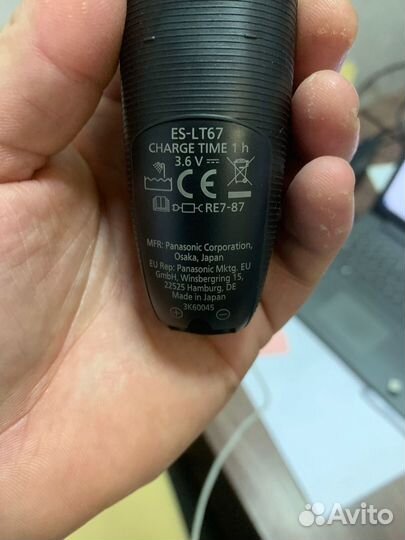 ES-LT67
CHARGE TIME 1 h
3.6 V
CE
RE7-87
MFR: Panasonic Corporation,
Osaka, Japan
EU Rep: Panasonic Mktg. EU
GmbH, Winsbergring 15,
22525 Hamburg, DE
Made in Japan
3K60045
Avito